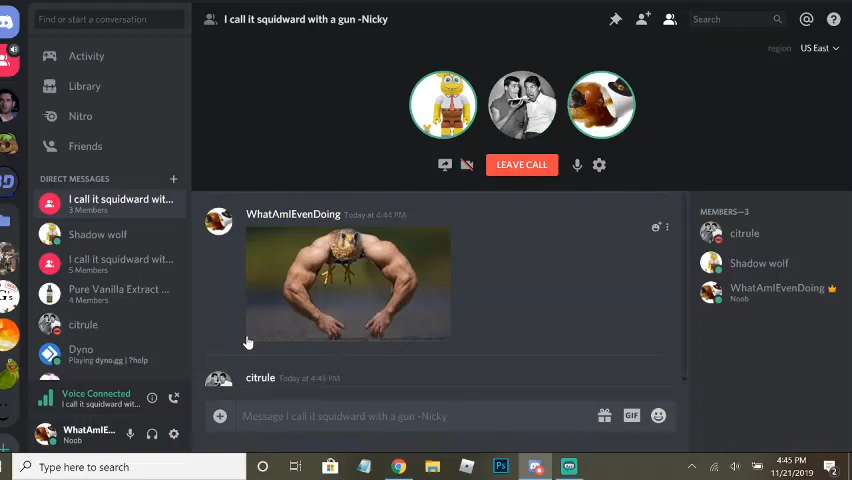 Find or start a conversation
I call it squidward with a gun -Nicky
Search
region US East
Activity
Library
Nitro
Friends
DIRECT MESSAGES
I call it squidward wit...
3 Members
Shadow wolf
I call it squidward wit...
5 Members
Pure Vanilla Extract ...
4 Members
citrule
Dyno
Playing dyno.gg | ?help
Voice Connected
I call it squidward wit...
WhatAmIE...
Noob
LEAVE CALL
WhatAmIEvenDoing Today at 4:44 PM
citrule Today at 4:45 PM
Message I call it squidward with a gun -Nicky
GIF
MEMBERS—3
citrule
Shadow wolf
WhatAmIEvenDoing
Noob
Type here to search
Ps
4:45 PM
11/21/2019
2